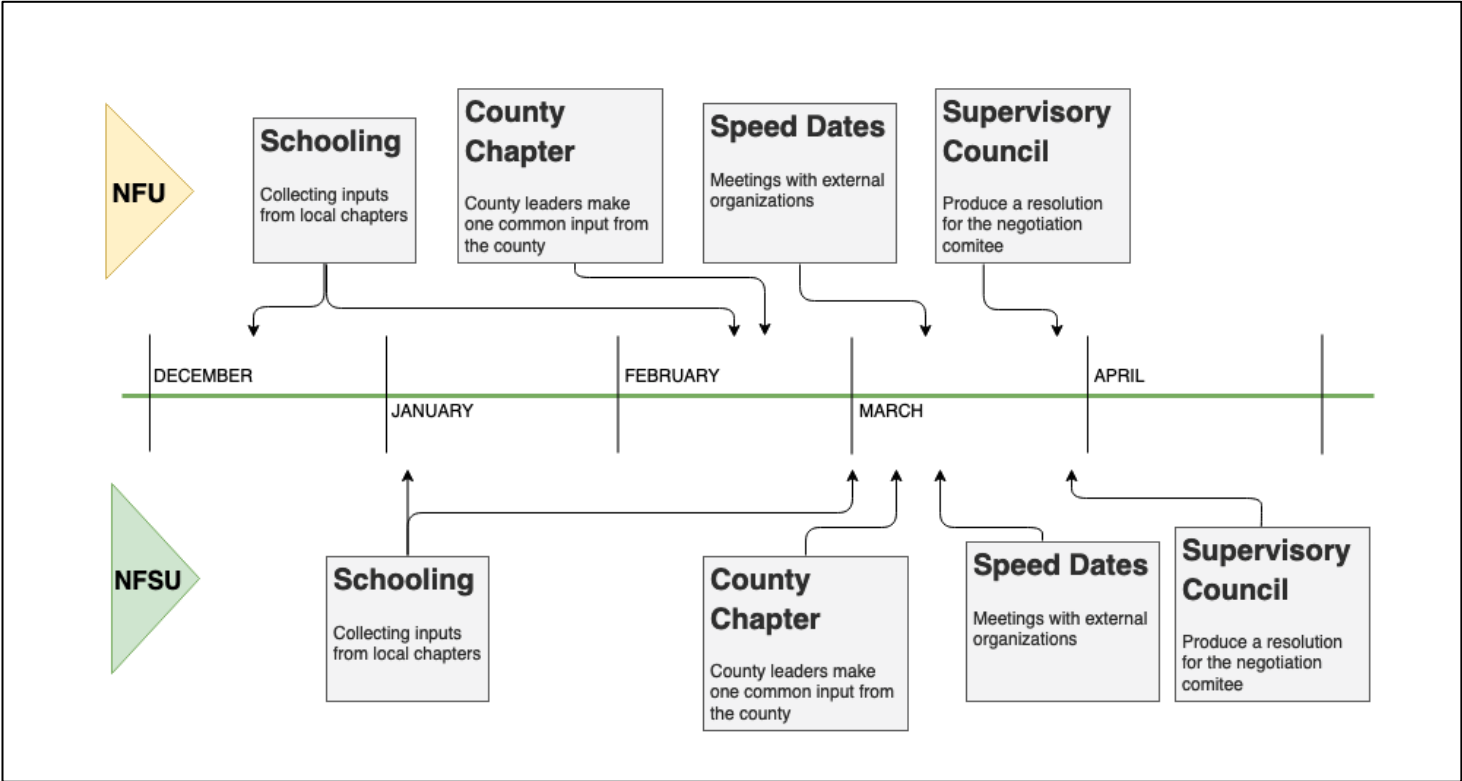 NFU
Schooling
Collecting inputs
from local chapters
County
Chapter
County leaders make
one common input from
the county
Speed Dates
Meetings with external
organizations
Supervisory
Council
Produce a resolution
for the negotiation
comitee
DECEMBER
JANUARY
FEBRUARY
MARCH
APRIL
NFSU
Schooling
Collecting inputs
from local chapters
County
Chapter
County leaders make
one common input from
the county
Speed Dates
Meetings with external
organizations
Supervisory
Council
Produce a resolution
for the negotiation
comitee